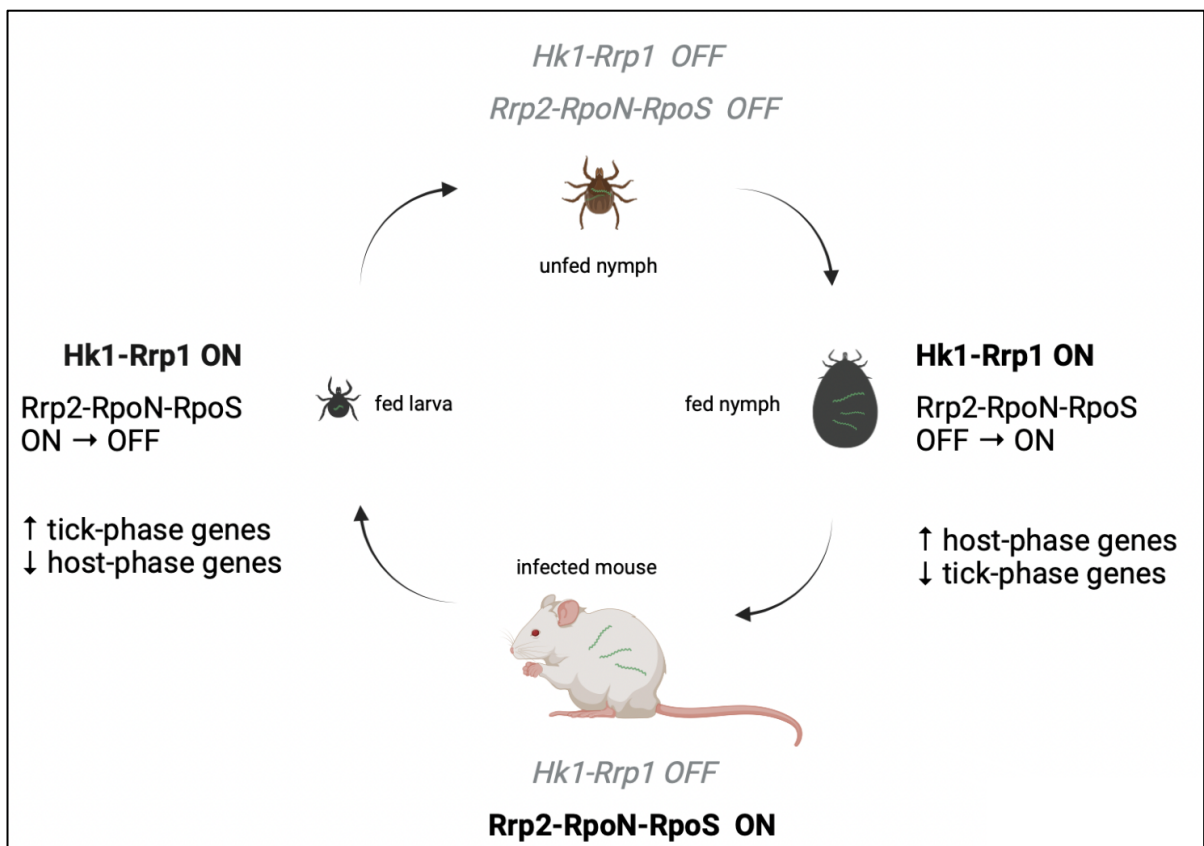 Hk1-Rrp1 OFF
Rrp2-RpoN-RpoS OFF
unfed nymph
Hk1-Rrp1 ON
Rrp2-RpoN-RpoS
ON → OFF
↑ tick-phase genes
↓ host-phase genes
fed larva
fed nymph
Hk1-Rrp1 ON
Rrp2-RpoN-RpoS
OFF → ON
↑ host-phase genes
↓ tick-phase genes
infected mouse
Hk1-Rrp1 OFF
Rrp2-RpoN-RpoS ON